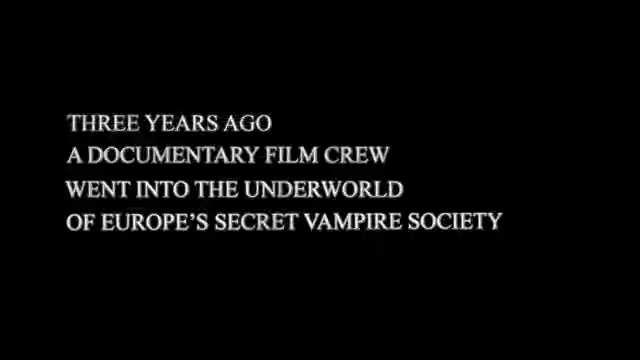 THREE YEARS AGO
A DOCUMENTARY FILM CREW
WENT INTO THE UNDERWORLD
OF EUROPE'S SECRET VAMPIRE SOCIETY